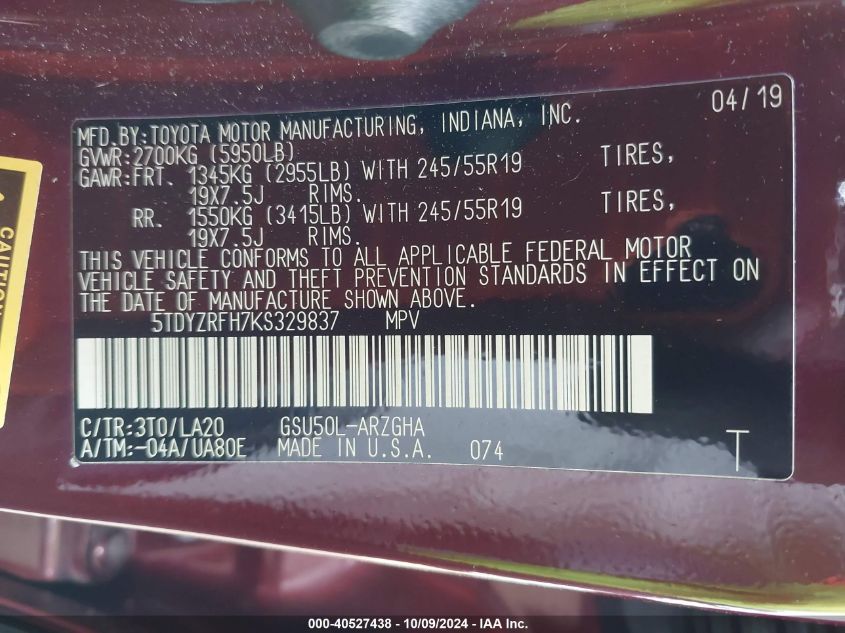 04/19
MFD.BY:TOYOTA MOTOR MANUFACTURING, INDIANA, INC.
GVWR:2700KG (5950LB)
GAWR:FRT. 1345KG (2955LB) WITH 245/55R19 TIRES,
19X7.5J RIMS.
RR. 1550KG (3415LB) WITH 245/55R19 TIRES,
19X7.5J RIMS.
THIS VEHICLE CONFORMS TO ALL APPLICABLE FEDERAL MOTOR
VEHICLE SAFETY AND THEFT PREVENTION STANDARDS IN EFFECT ON
THE DATE OF MANUFACTURE SHOWN ABOVE.
5TDYZRFH7KS329837 MPV
C/TR:3T0/LA20 GSU50L-ARZGHA
A/TM:-04A/UA80E MADE IN U.S.A. 074 T
CAUTION
000-40527438 - 10/09/2024 - IAA Inc.